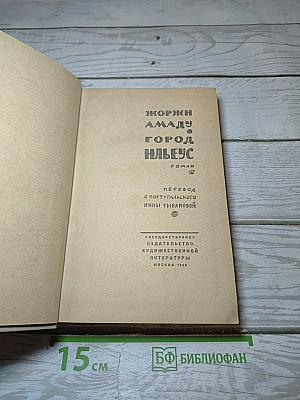 ЖОРЖИ
АМАДУ
ГОРОД
ИЛЬЕУС
РОМАН
ПЕРЕВОД
С ПОРТУГАЛЬСКОГО
ИННЫ ТЫНЯНОВОЙ
ГОСУДАРСТВЕННОЕ
ИЗДАТЕЛЬСТВО
ХУДОЖЕСТВЕННОЙ
ЛИТЕРАТУРЫ
МОСКВА
15 см
БФ БИБЛИОФАН